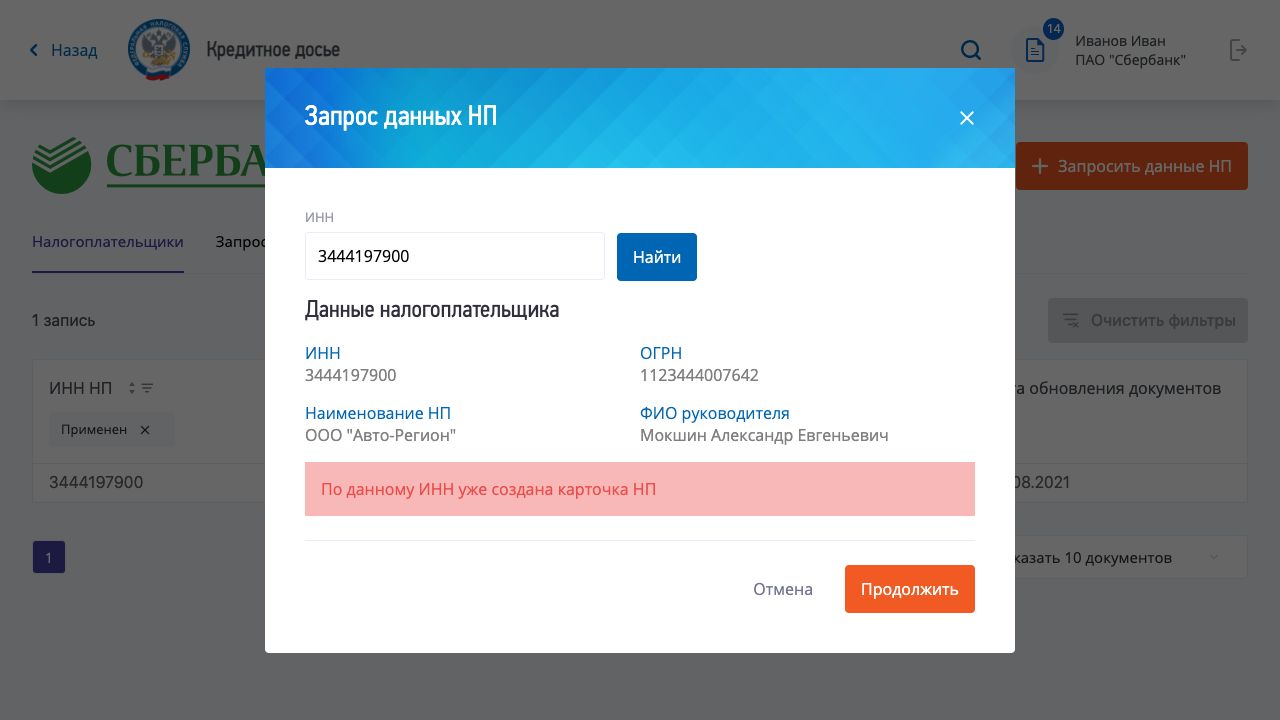 Назад
Кредитное досье
14
Иванов Иван
ПАО "Сбербанк"
Запрос данных НП
СБЕРБА
Запросить данные НП
Налогоплательщики
Запрос
ИНН
3444197900
Найти
Данные налогоплательщика
1 запись
Очистить фильтры
ИНН
3444197900
ОГРН
1123444007642
ИНН НП
а обновления документов
Применен
Наименование НП
ООО "Авто-Регион"
ФИО руководителя
Мокшин Александр Евгеньевич
3444197900
08.2021
По данному ИНН уже создана карточка НП
1
казать 10 документов
Отмена
Продолжить